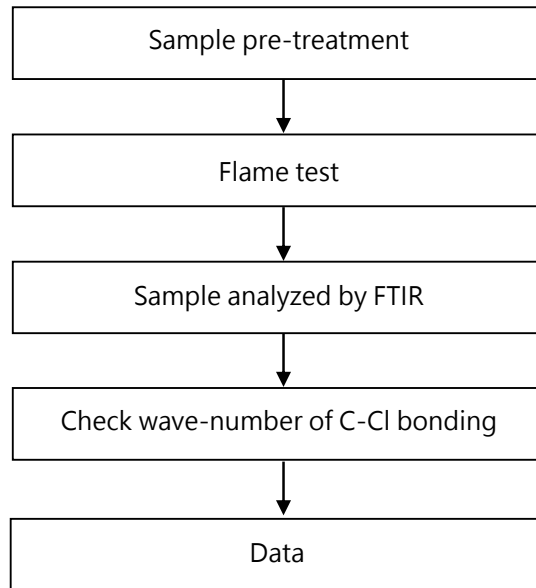 Sample pre-treatment
Flame test
Sample analyzed by FTIR
Check wave-number of C-Cl bonding
Data